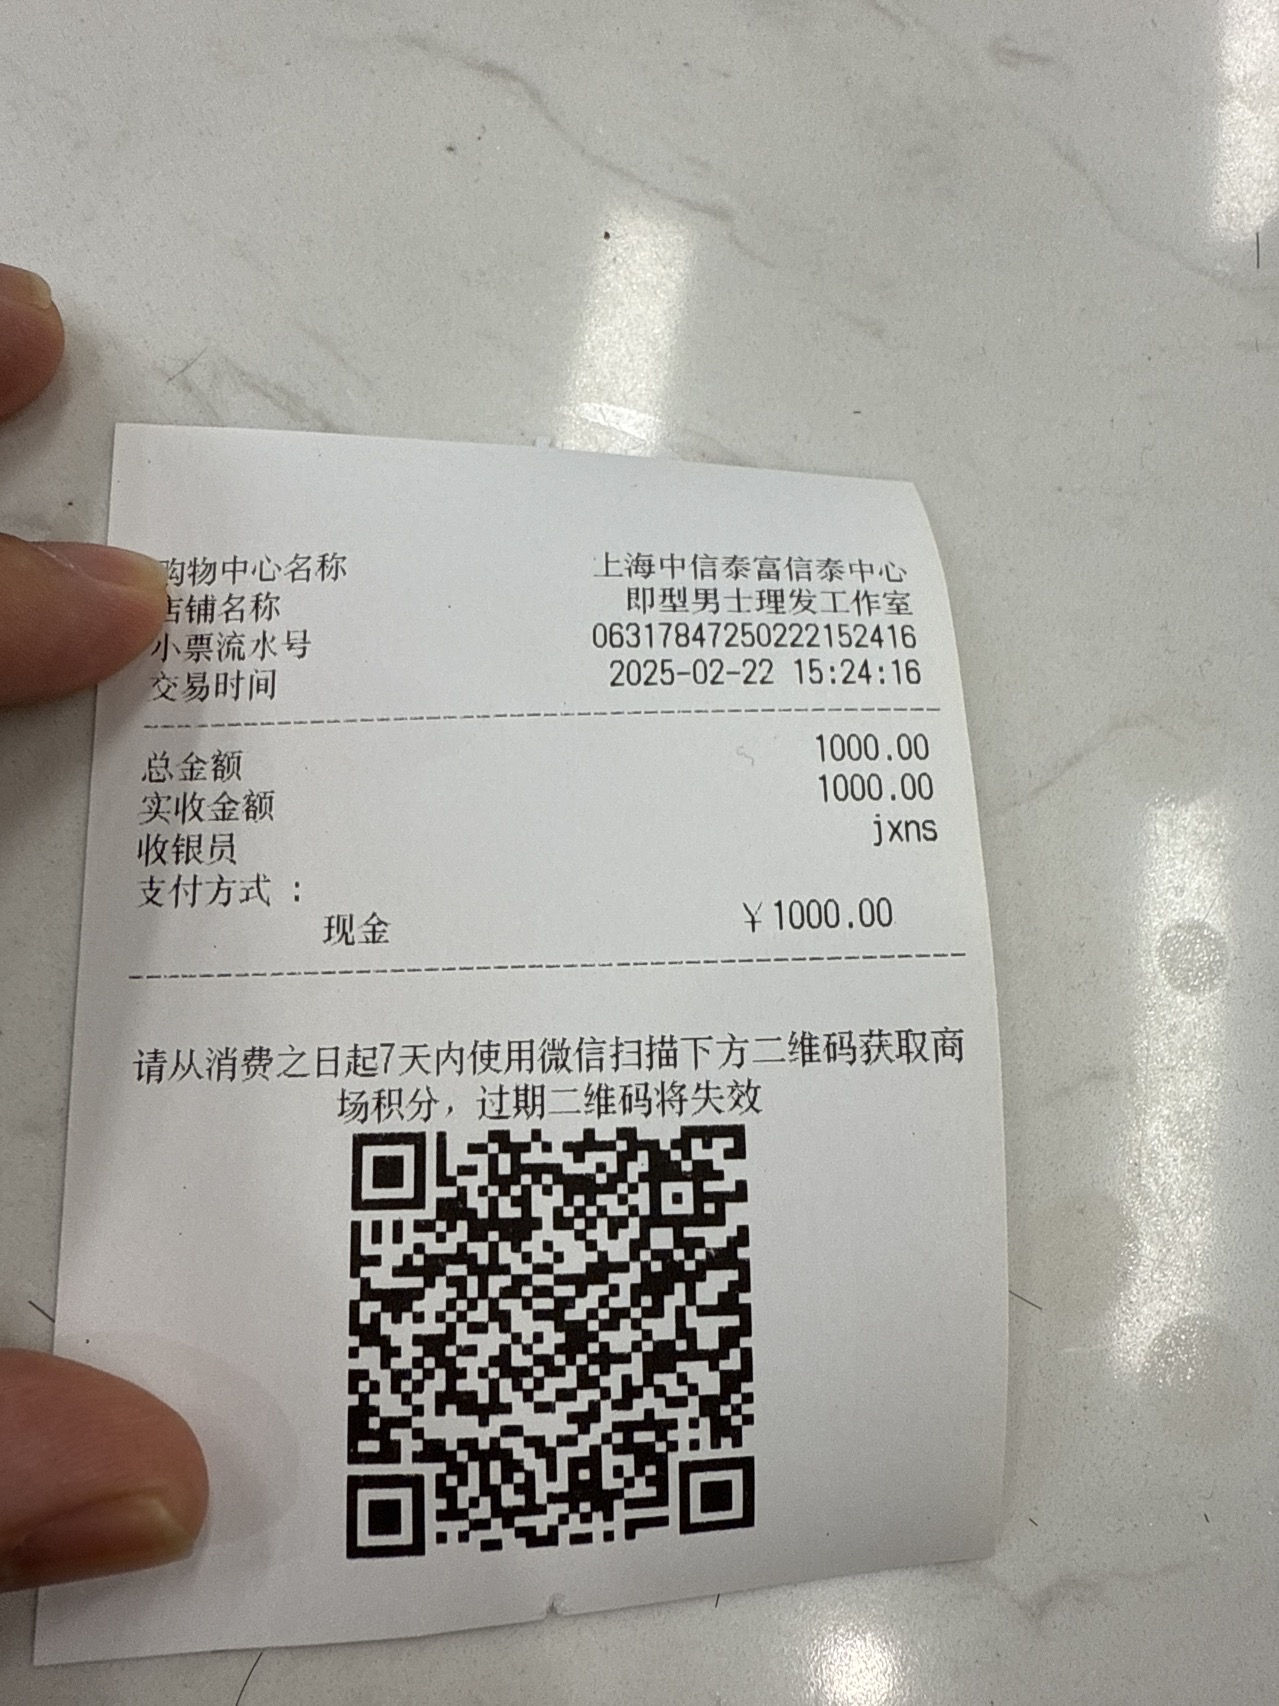 购物中心名称 上海中信泰富信泰中心
店铺名称 即型男士理发工作室
小票流水号 06317847250222152416
交易时间 2025-02-22 15:24:16
总金额 1000.00
实收金额 1000.00
收银员 jxns
支付方式 :
现金 ¥1000.00
请从消费之日起7天内使用微信扫描下方二维码获取商
场积分，过期二维码将失效